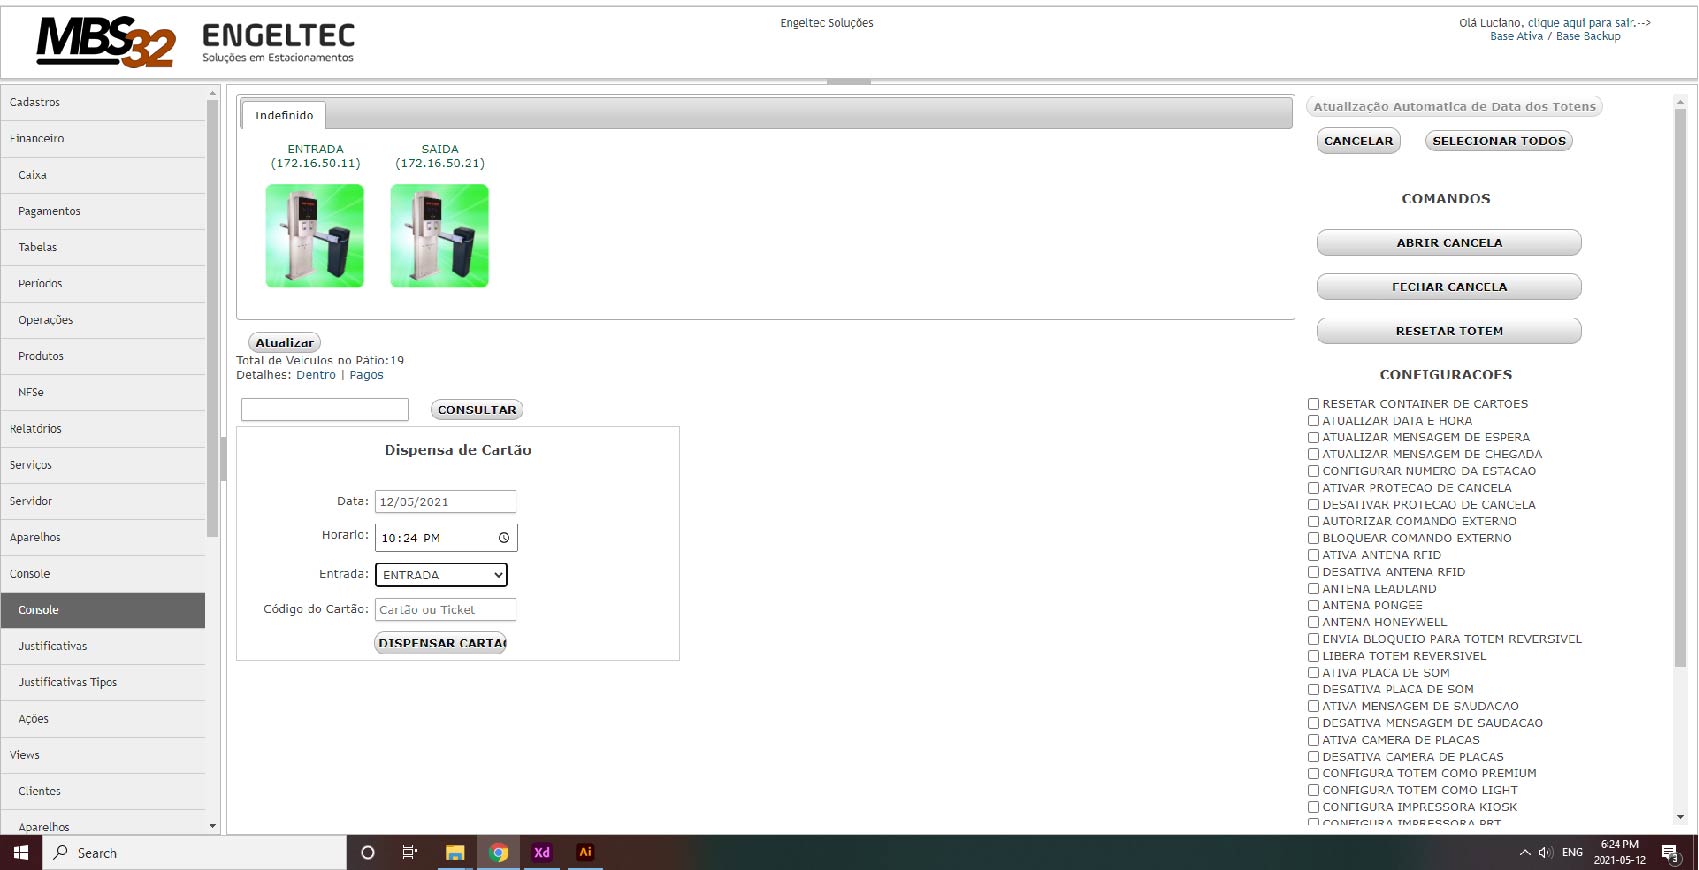 MBS32
ENGELTEC
Soluções em Estacionamentos
Engeltec Soluções
Olá Luciano, clique aqui para sair.-->
Base Ativa / Base Backup
Cadastros
Financeiro
Caixa
Pagamentos
Tabelas
Períodos
Operações
Produtos
NFSe
Relatórios
Serviços
Servidor
Aparelhos
Console
Console
Justificativas
Justificativas Tipos
Ações
Views
Clientes
Aparelhos
Indefinido
ENTRADA
(172.16.50.11)
SAIDA
(172.16.50.21)
Atualizar
Total de Veiculos no Pátio:19
Detalhes: Dentro | Pagos
CONSULTAR
Dispensa de Cartão
Data: 12/05/2021
Horario: 10:24 PM
Entrada: ENTRADA
Código do Cartão: Cartão ou Ticket
DISPENSAR CARTAO
Atualização Automatica de Data dos Totens
CANCELAR
SELECIONAR TODOS
COMANDOS
ABRIR CANCELA
FECHAR CANCELA
RESETAR TOTEM
CONFIGURACOES
RESETAR CONTAINER DE CARTOES
ATUALIZAR DATA E HORA
ATUALIZAR MENSAGEM DE ESPERA
ATUALIZAR MENSAGEM DE CHEGADA
CONFIGURAR NUMERO DA ESTACAO
ATIVAR PROTECAO DE CANCELA
DESATIVAR PROTECAO DE CANCELA
AUTORIZAR COMANDO EXTERNO
BLOQUEAR COMANDO EXTERNO
ATIVA ANTENA RFID
DESATIVA ANTENA RFID
ANTENA LEADLAND
ANTENA PONGEE
ANTENA HONEYWELL
ENVIA BLOQUEIO PARA TOTEM REVERSIVEL
LIBERA TOTEM REVERSIVEL
ATIVA PLACA DE SOM
DESATIVA PLACA DE SOM
ATIVA MENSAGEM DE SAUDACAO
DESATIVA MENSAGEM DE SAUDACAO
ATIVA CAMERA DE PLACAS
DESATIVA CAMERA DE PLACAS
CONFIGURA TOTEM COMO PREMIUM
CONFIGURA TOTEM COMO LIGHT
CONFIGURA IMPRESSORA KIOSK
CONFIGURA IMPRESSORA PRT
Search
Xd
Ai
ENG
6:24 PM
2021-05-12
3